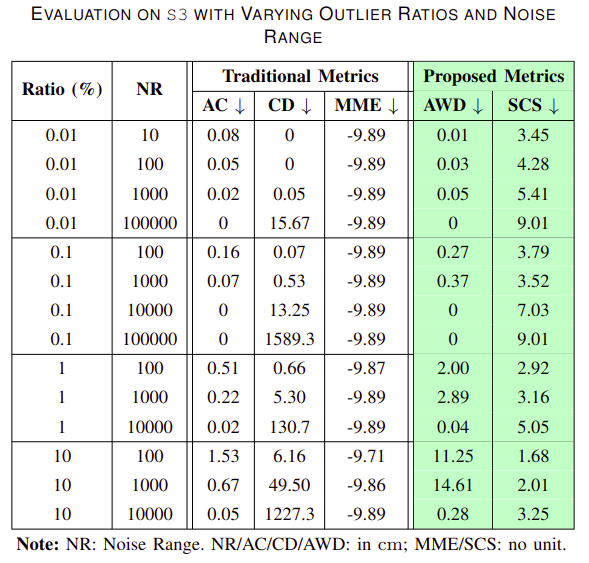 EVALUATION ON S3 WITH VARYING OUTLIER RATIOS AND NOISE
RANGE
Ratio (%) NR Traditional Metrics Proposed Metrics
AC ↓ CD ↓ MME ↓ AWD ↓ SCS ↓
0.01 10 0.08 0 -9.89 0.01 3.45
0.01 100 0.05 0 -9.89 0.03 4.28
0.01 1000 0.02 0.05 -9.89 0.05 5.41
0.01 100000 0 15.67 -9.89 0 9.01
0.1 100 0.16 0.07 -9.89 0.27 3.79
0.1 1000 0.07 0.53 -9.89 0.37 3.52
0.1 10000 0 13.25 -9.89 0 7.03
0.1 100000 0 1589.3 -9.89 0 9.01
1 100 0.51 0.66 -9.87 2.00 2.92
1 1000 0.22 5.30 -9.89 2.89 3.16
1 10000 0.02 130.7 -9.89 0.04 5.05
10 100 1.53 6.16 -9.71 11.25 1.68
10 1000 0.67 49.50 -9.86 14.61 2.01
10 10000 0.05 1227.3 -9.89 0.28 3.25
Note: NR: Noise Range. NR/AC/CD/AWD: in cm; MME/SCS: no unit.